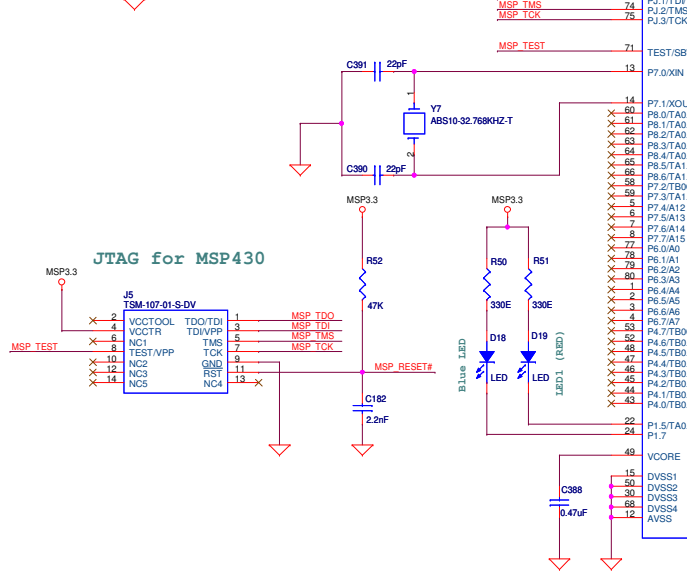 MSP_TMS 74 PJ.2/TMS
MSP_TCK 75 PJ.3/TCK
MSP_TEST 71 TEST/SB
C391 22pF 13 P7.0/XIN
14 P7.1/XOU
1
Y7
ABS10-32.768KHZ-T
2
C390 22pF
60 P8.0/TA0
61 P8.1/TA0
62 P8.2/TA0
63 P8.3/TA0
64 P8.4/TA0
65 P8.5/TA1
66 P8.6/TA1
58 P7.2/TB0
59 P7.3/TA1
5 P7.4/A12
6 P7.5/A13
7 P7.6/A14
8 P7.7/A15
77 P6.0/A0
78 P6.1/A1
79 P6.2/A2
80 P6.3/A3
1 P6.4/A4
2 P6.5/A5
3 P6.6/A6
4 P6.7/A7
53 P4.7/TB0
52 P4.6/TB0
48 P4.5/TB0
47 P4.4/TB0
46 P4.3/TB0
45 P4.2/TB0
44 P4.1/TB0
43 P4.0/TB0
22 P1.5/TA0
24 P1.7
49 VCORE
15 DVSS1
50 DVSS2
30 DVSS3
68 DVSS4
12 AVSS
MSP3.3
R52
47K
MSP3.3
R50
330E
R51
330E
D18
LED
D19
LED
Blue LED
LED1 (RED)
JTAG for MSP430
MSP3.3
J5
TSM-107-01-S-DV
2 VCCTOOL TDO/TDI 1 MSP_TDO
4 VCCTR TDI/VPP 3 MSP_TDI
6 NC1 TMS 5 MSP_TMS
MSP_TEST 8 TEST/VPP TCK 7 MSP_TCK
10 NC2 GND 9
12 NC3 RST 11 MSP_RESET#
14 NC5 NC4 13
C182
2.2nF
C388
0.47uF